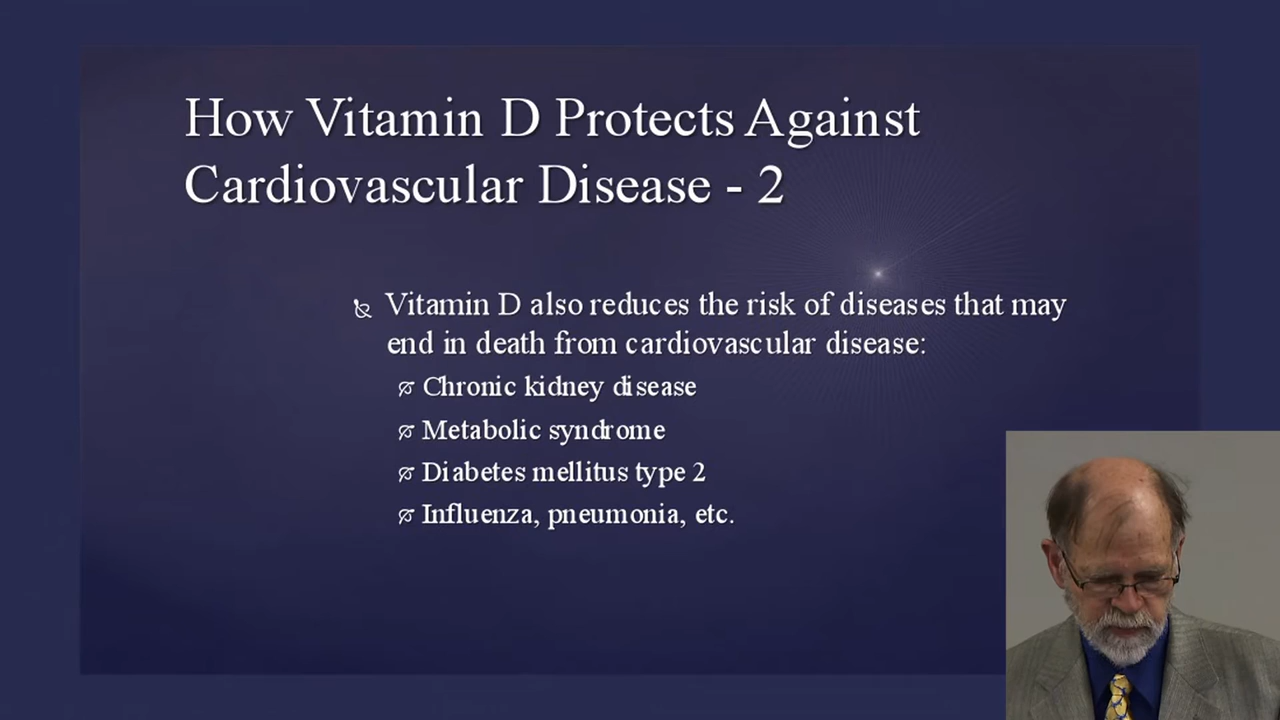 How Vitamin D Protects Against
Cardiovascular Disease - 2
Vitamin D also reduces the risk of diseases that may
end in death from cardiovascular disease:
Chronic kidney disease
Metabolic syndrome
Diabetes mellitus type 2
Influenza, pneumonia, etc.